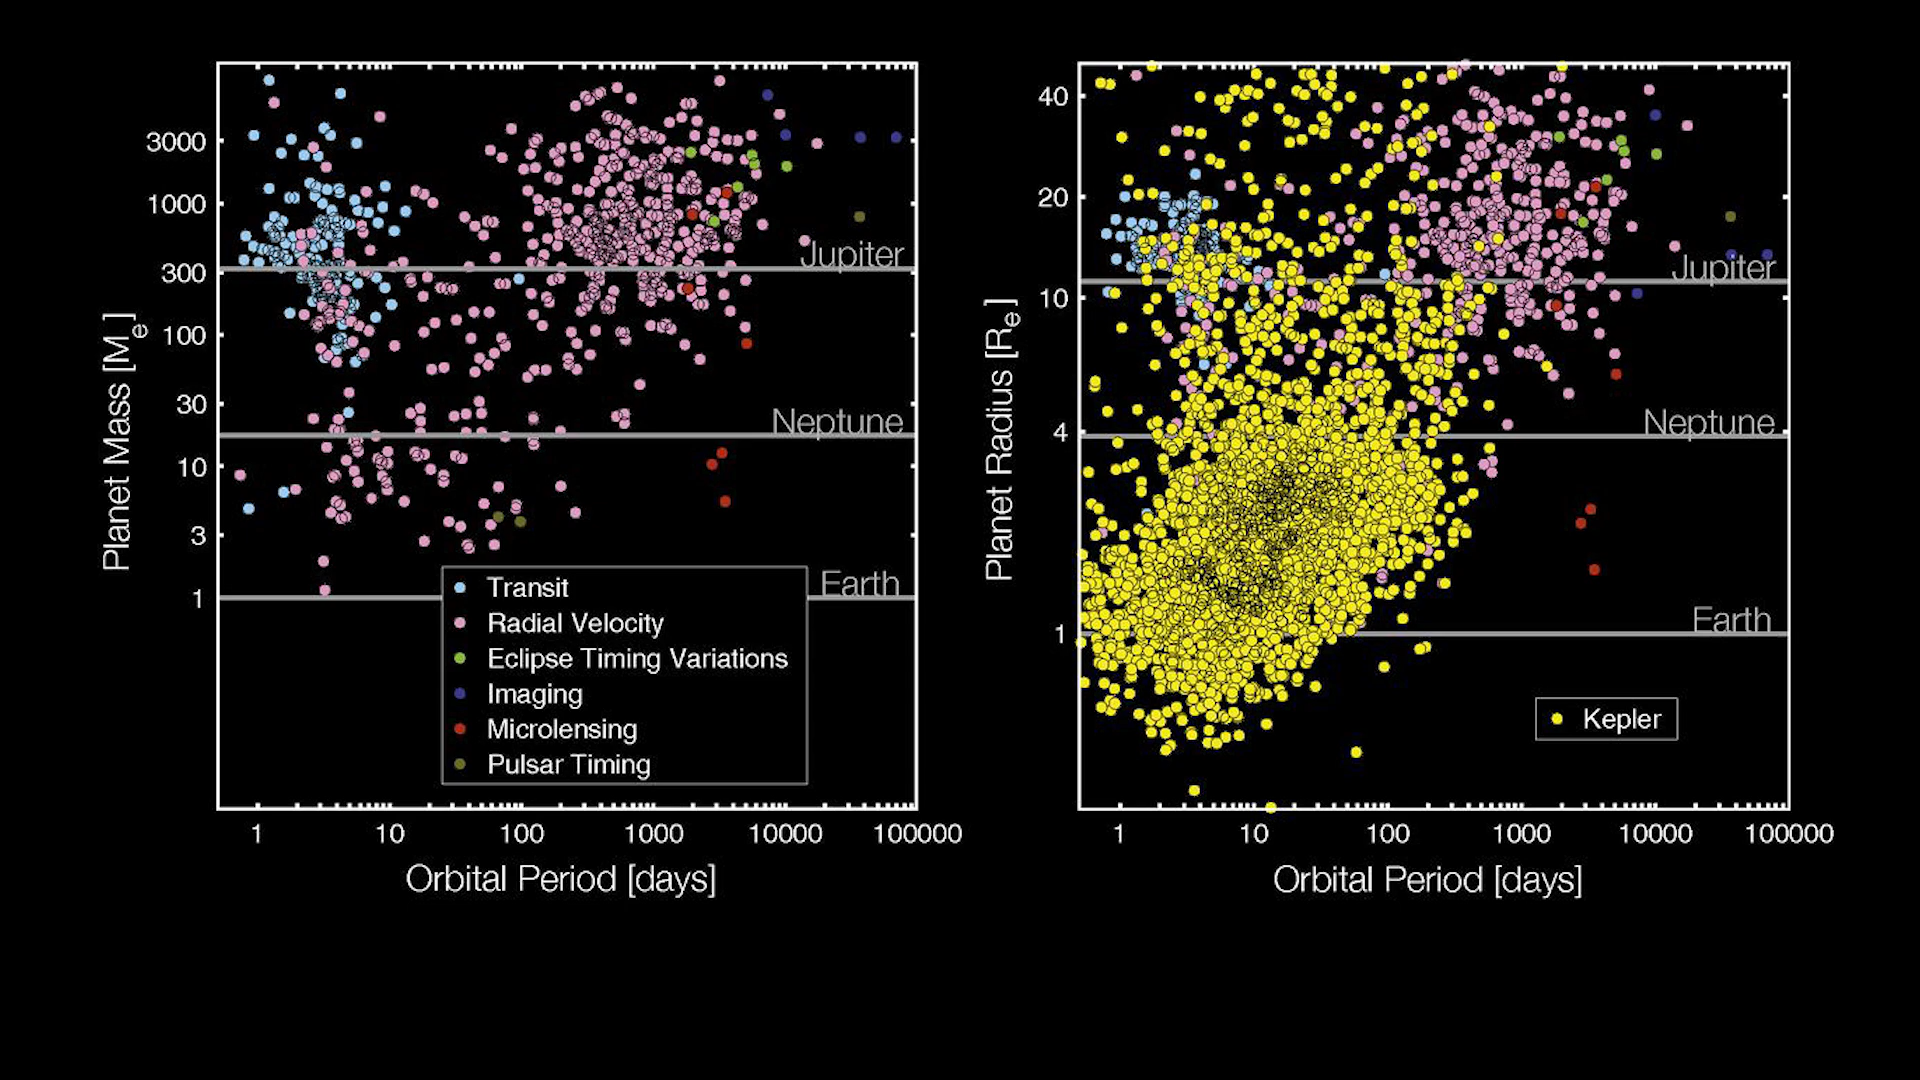 3000
1000
300
100
30
10
3
1
Planet Mass [Me]
Jupiter
Neptune
Earth
Transit
Radial Velocity
Eclipse Timing Variations
Imaging
Microlensing
Pulsar Timing
1 10 100 1000 10000 100000
Orbital Period [days]
40
20
10
4
1
Planet Radius [Re]
Jupiter
Neptune
Earth
Kepler
1 10 100 1000 10000 100000
Orbital Period [days]